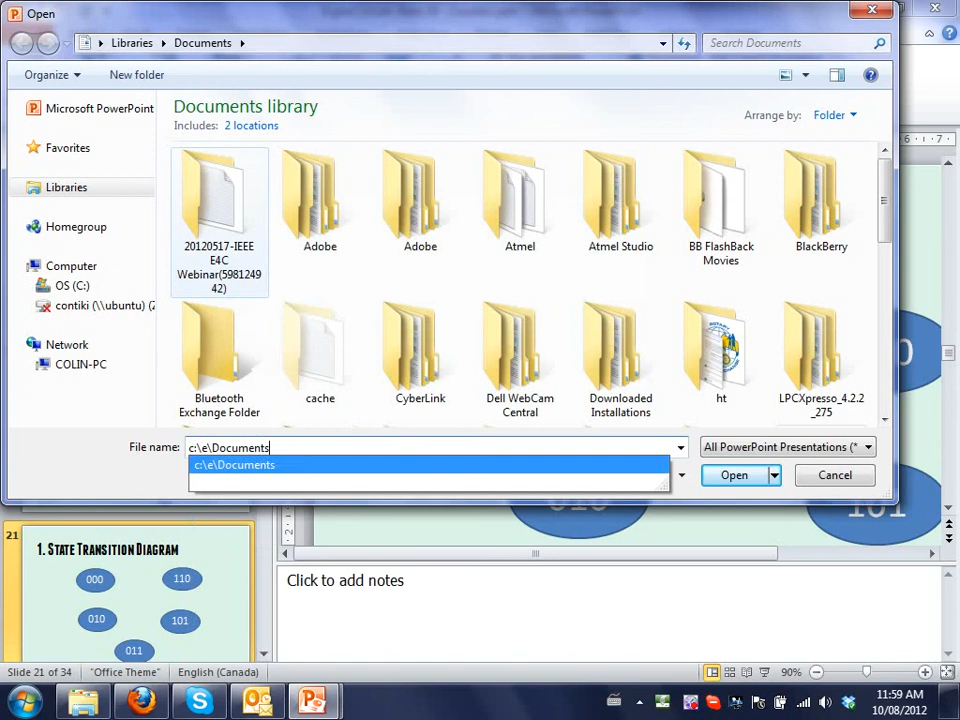 Open
Libraries Documents
Search Documents
Organize
New folder
Microsoft PowerPoint
Favorites
Libraries
Homegroup
Computer
OS (C:)
contiki (\\ubuntu) (Z
Network
COLIN-PC
Documents library
Includes: 2 locations
Arrange by: Folder
20120517-IEEE
E4C
Webinar(5981249
42)
Adobe
Adobe
Atmel
Atmel Studio
BB FlashBack
Movies
BlackBerry
Bluetooth
Exchange Folder
cache
CyberLink
Dell WebCam
Central
Downloaded
Installations
ht
LPCXpresso_4.2.2
_275
File name: c:\e\Documents
c:\e\Documents
All PowerPoint Presentations (*
Open
Cancel
6 7
010
101
21
1. STATE TRANSITION DIAGRAM
000
110
010
101
011
Click to add notes
Slide 21 of 34
"Office Theme"
English (Canada)
90%
11:59 AM
10/08/2012